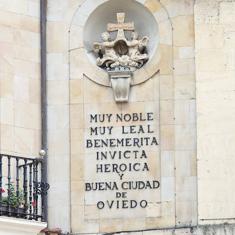 MUY NOBLE
MUY LEAL
BENEMERITA
INVICTA
HEROICA
Y
BUENA CIUDAD
DE
OVIEDO